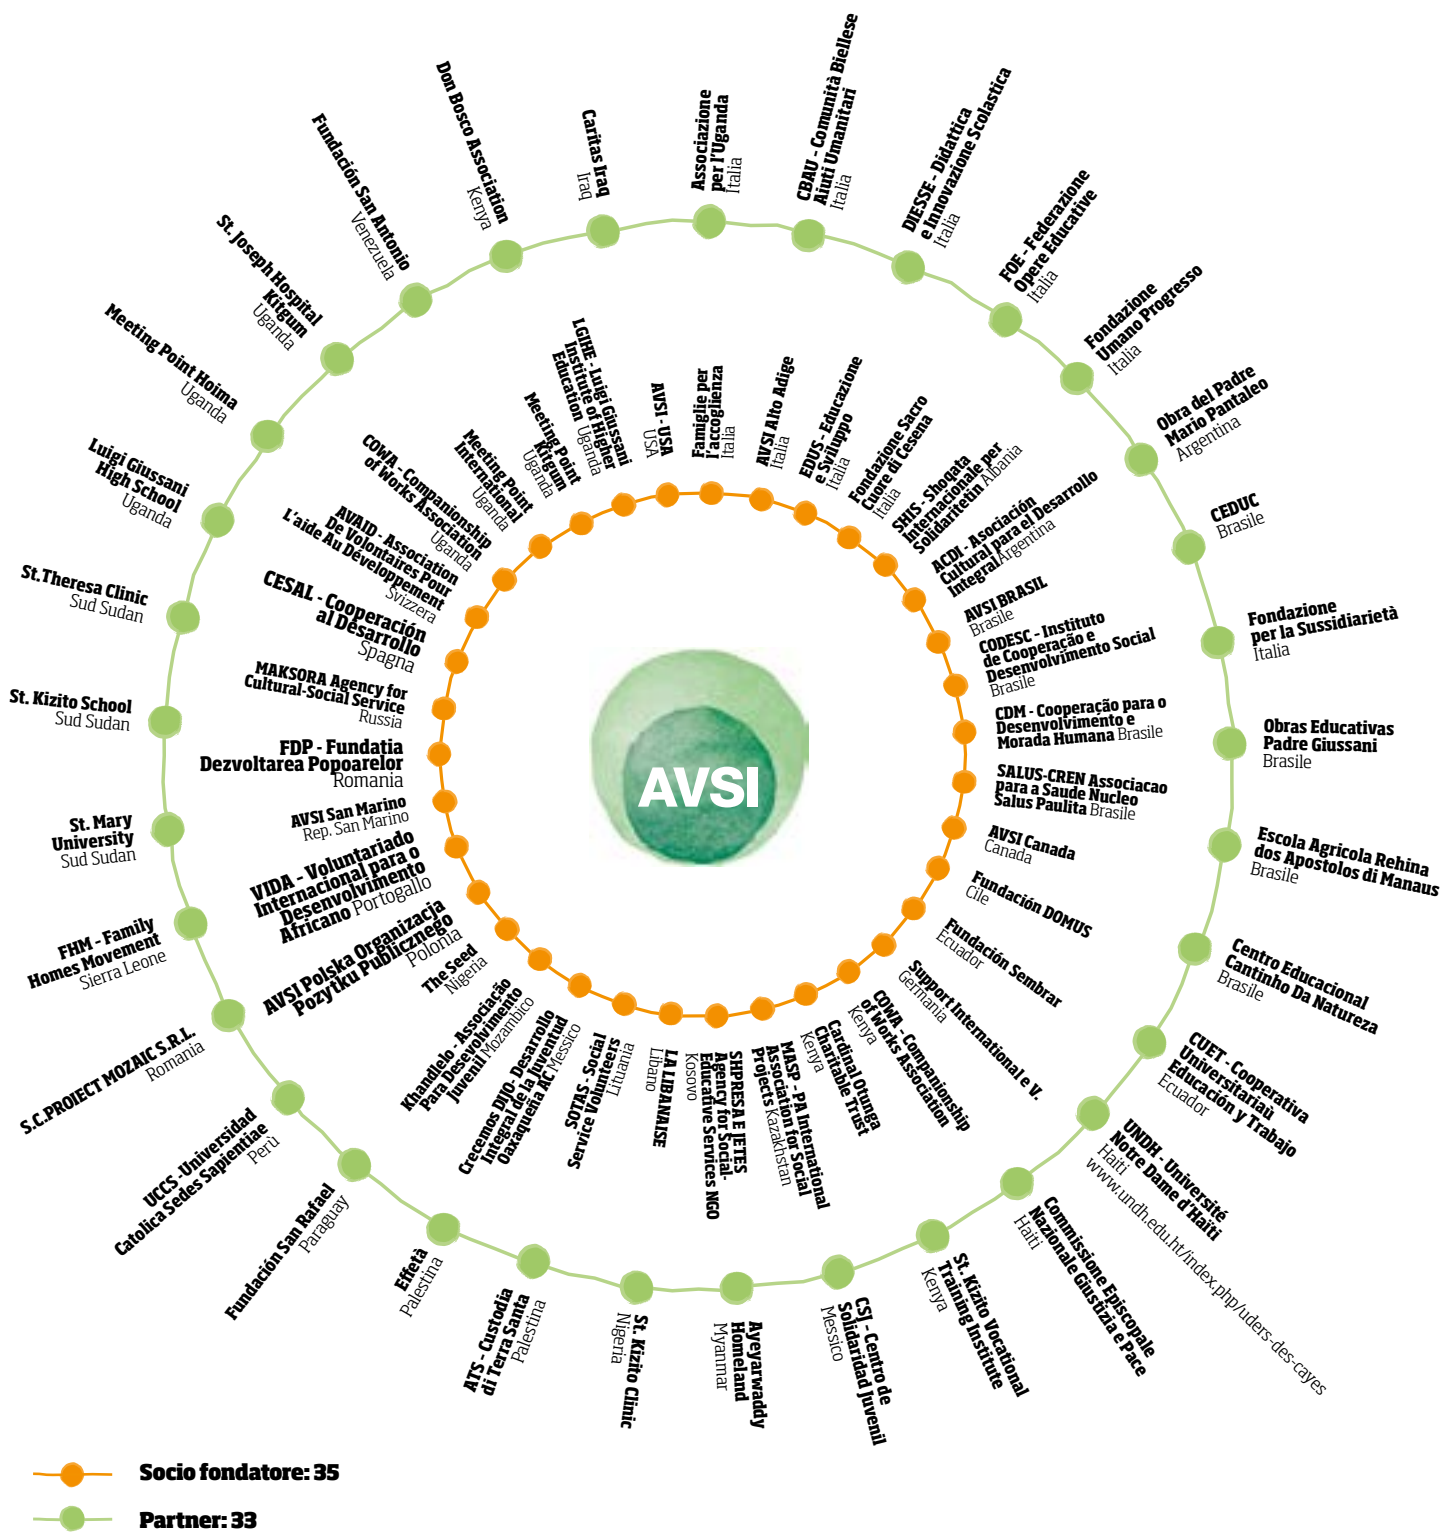 Associazione
per l'Uganda
Italia
CBAU - Comunità Biellese
Aiuti Umanitari
Italia
DIESSE - Didattica
e Innovazione Scolastica
Italia
FOE - Federazione
Opere Educative
Italia
Fondazione
Umano Progresso
Italia
Obra del Padre
Mario Pantaleo
Argentina
CEDUC
Brasile
Fondazione
per la Sussidiarietà
Italia
Obras Educativas
Padre Giussani
Brasile
Escola Agricola Rehina
dos Apostolos di Manaus
Brasile
Centro Educacional
Cantinho Da Natureza
Brasile
CUET - Cooperativa
Universitariaù
Educación y Trabajo
Ecuador
UNDH - Université
Notre Dame d'Haïti
Haiti
www.undh.edu.ht/index.php/uders-des-cayes
Commissione Episcopale
Nazionale Giustizia e Pace
Haiti
St. Kizito Vocational
Training Institute
Kenya
CSJ - Centro de
Solidaridad Juvenil
Messico
Ayeyarwaddy
Homeland
Myanmar
St. Kizito Clinic
Nigeria
ATS - Custodia
di Terra Santa
Palestina
Effetà
Palestina
Fundación San Rafael
Paraguay
UCCS -Universidad
Catolica Sedes Sapientiae
Perù
S.C.PROIECT MOZAIC S.R.L.
Romania
FHM - Family
Homes Movement
Sierra Leone
St. Mary
University
Sud Sudan
St. Kizito School
Sud Sudan
St.Theresa Clinic
Sud Sudan
Luigi Giussani
High School
Uganda
Meeting Point Hoima
Uganda
St. Joseph Hospital
Kitgum
Uganda
Fundación San Antonio
Venezuela
Don Bosco Association
Kenya
Caritas Iraq
Iraq
Famiglie per
l'accoglienza
Italia
AVSI Alto Adige
Italia
EDUS - Educazione
e Sviluppo
Italia
Fondazione Sacro
Cuore di Cesena
Italia
SHIS - Shoqata
Internacionale per
Solidaritetin Albania
ACDI - Asociación
Cultural para el Desarrollo
IntegralArgentina
AVSI BRASIL
Brasile
CODESC - Instituto
de Cooperação e
Desenvolvimento Social
Brasile
CDM - Cooperação para o
Desenvolvimento e
Morada Humana Brasile
SALUS-CREN Associacao
para a Saude Nucleo
Salus Paulita Brasile
AVSI Canada
Canada
Fundación DOMUS
Cile
Fundación Sembrar
Ecuador
Support International e V.
Germania
COWA - Companionship
of Works Association
Kenya
Cardinal Otunga
Charitable Trust
Kenya
MASP - PA International
Association for Social
Projects Kazakhstan
SHPRESA E JETES
Agency for Social-
Educative Services NGO
Kosovo
LA LIBANAISE
Libano
SOTAS - Social
Service Volunteers
Lituania
Crecemos DIJO- Desarrollo
Integral de la Juventud
Oaxaqueña AC Messico
Khandlelo - Associação
Para Desevolvimento
Juvenil Mozambico
The Seed
Nigeria
AVSI Polska Organizacja
Pozytku Publicznego
Polonia
VIDA - Voluntariado
Internacional para o
Desenvolvimento
Africano Portogallo
AVSI San Marino
Rep. San Marino
FDP - Fundatia
Dezvoltarea Popoarelor
Romania
MAKSORA Agency for
Cultural-Social Service
Russia
CESAL - Cooperación
al Desarrollo
Spagna
AVAID - Association
De Volontaires Pour
L'aide Au Développement
Svizzera
COWA - Companionship
of Works Association
Uganda
Meeting Point
International
Uganda
Meeting Point
Kitgum
Uganda
LGIHE - Luigi Giussani
Institute of Higher
Education Uganda
AVSI - USA
USA
AVSI
Socio fondatore: 35
Partner: 33